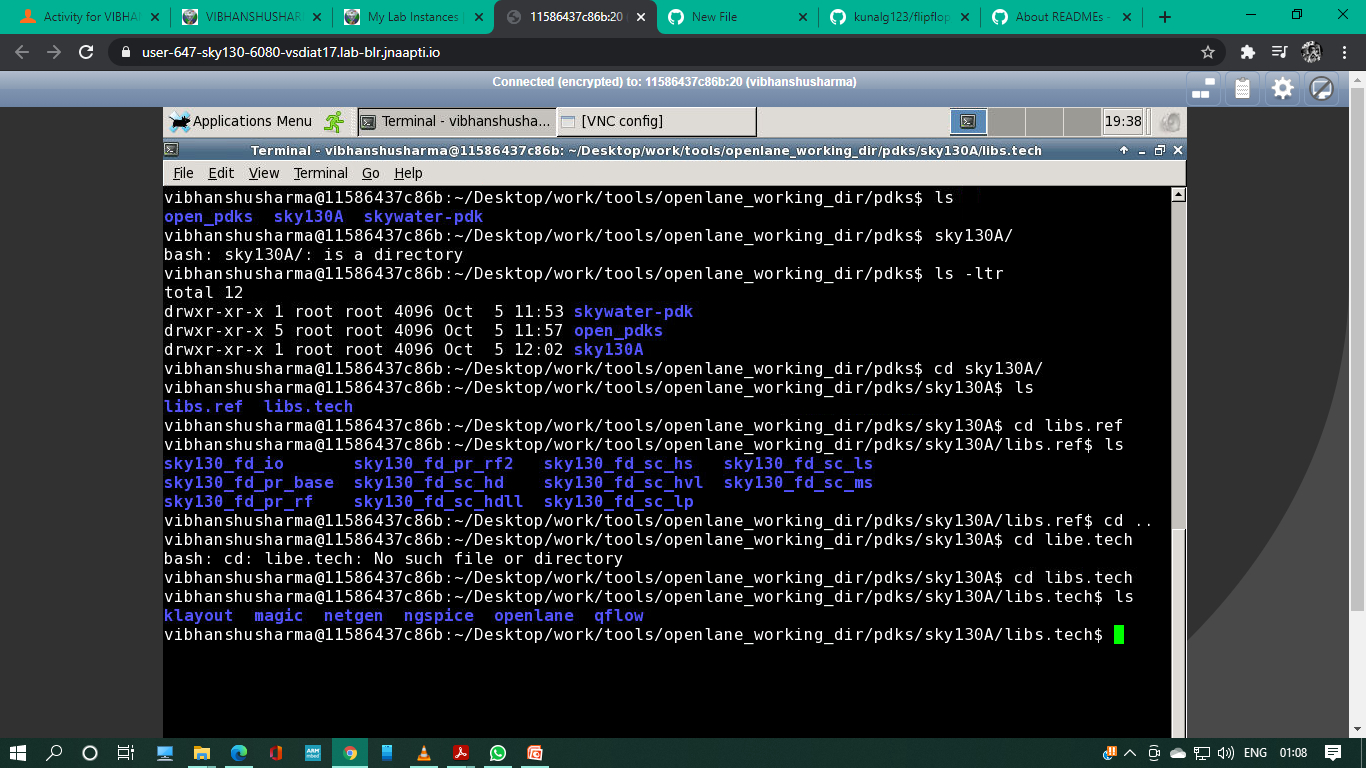 Activity for VIBHAN
VIBHANSHUSHAR
My Lab Instances
11586437c86b:20
New File
kunalg123/flipflop
About READMEs -
user-647-sky130-6080-vsdiat17.lab-blr.jnaapti.io
Connected (encrypted) to: 11586437c86b:20 (vibhanshusharma)
Applications Menu
Terminal - vibhanshusha...
[VNC config]
19:38
Terminal - vibhanshusharma@11586437c86b: ~/Desktop/work/tools/openlane_working_dir/pdks/sky130A/libs.tech
File Edit View Terminal Go Help
vibhanshusharma@11586437c86b:~/Desktop/work/tools/openlane_working_dir/pdks$ ls
open_pdks sky130A skywater-pdk
vibhanshusharma@11586437c86b:~/Desktop/work/tools/openlane_working_dir/pdks$ sky130A/
bash: sky130A/: is a directory
vibhanshusharma@11586437c86b:~/Desktop/work/tools/openlane_working_dir/pdks$ ls -ltr
total 12
drwxr-xr-x 1 root root 4096 Oct  5 11:53 skywater-pdk
drwxr-xr-x 5 root root 4096 Oct  5 11:57 open_pdks
drwxr-xr-x 1 root root 4096 Oct  5 12:02 sky130A
vibhanshusharma@11586437c86b:~/Desktop/work/tools/openlane_working_dir/pdks$ cd sky130A/
vibhanshusharma@11586437c86b:~/Desktop/work/tools/openlane_working_dir/pdks/sky130A$ ls
libs.ref libs.tech
vibhanshusharma@11586437c86b:~/Desktop/work/tools/openlane_working_dir/pdks/sky130A$ cd libs.ref
vibhanshusharma@11586437c86b:~/Desktop/work/tools/openlane_working_dir/pdks/sky130A/libs.ref$ ls
sky130_fd_io sky130_fd_pr_rf2 sky130_fd_sc_hs sky130_fd_sc_ls
sky130_fd_pr_base sky130_fd_sc_hd sky130_fd_sc_hvl sky130_fd_sc_ms
sky130_fd_pr_rf sky130_fd_sc_hdll sky130_fd_sc_lp
vibhanshusharma@11586437c86b:~/Desktop/work/tools/openlane_working_dir/pdks/sky130A/libs.ref$ cd ..
vibhanshusharma@11586437c86b:~/Desktop/work/tools/openlane_working_dir/pdks/sky130A$ cd libe.tech
bash: cd: libe.tech: No such file or directory
vibhanshusharma@11586437c86b:~/Desktop/work/tools/openlane_working_dir/pdks/sky130A$ cd libs.tech
vibhanshusharma@11586437c86b:~/Desktop/work/tools/openlane_working_dir/pdks/sky130A/libs.tech$ ls
klayout magic netgen ngspice openlane qflow
vibhanshusharma@11586437c86b:~/Desktop/work/tools/openlane_working_dir/pdks/sky130A/libs.tech$
ENG 01:08